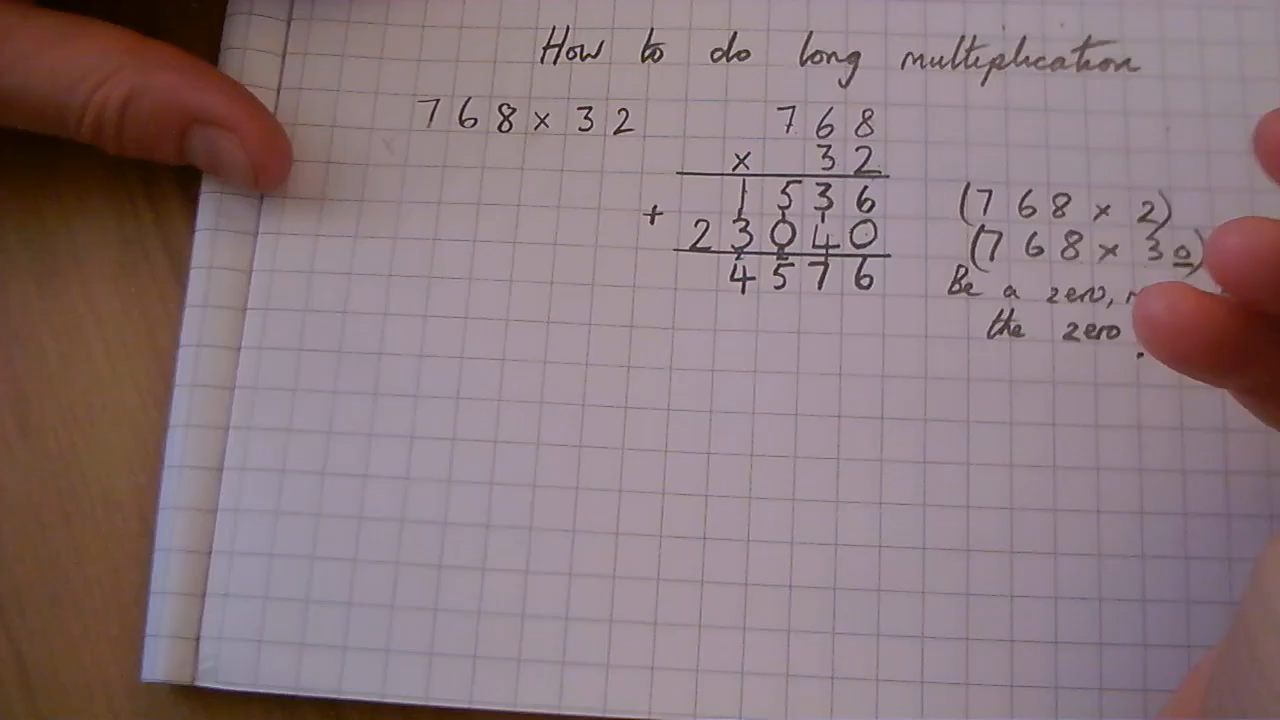 How to do long multiplication
768 × 32
768
× 32
1536 (768 × 2)
+ 23040 (768 × 30)
4576
Be a zero,
the zero.